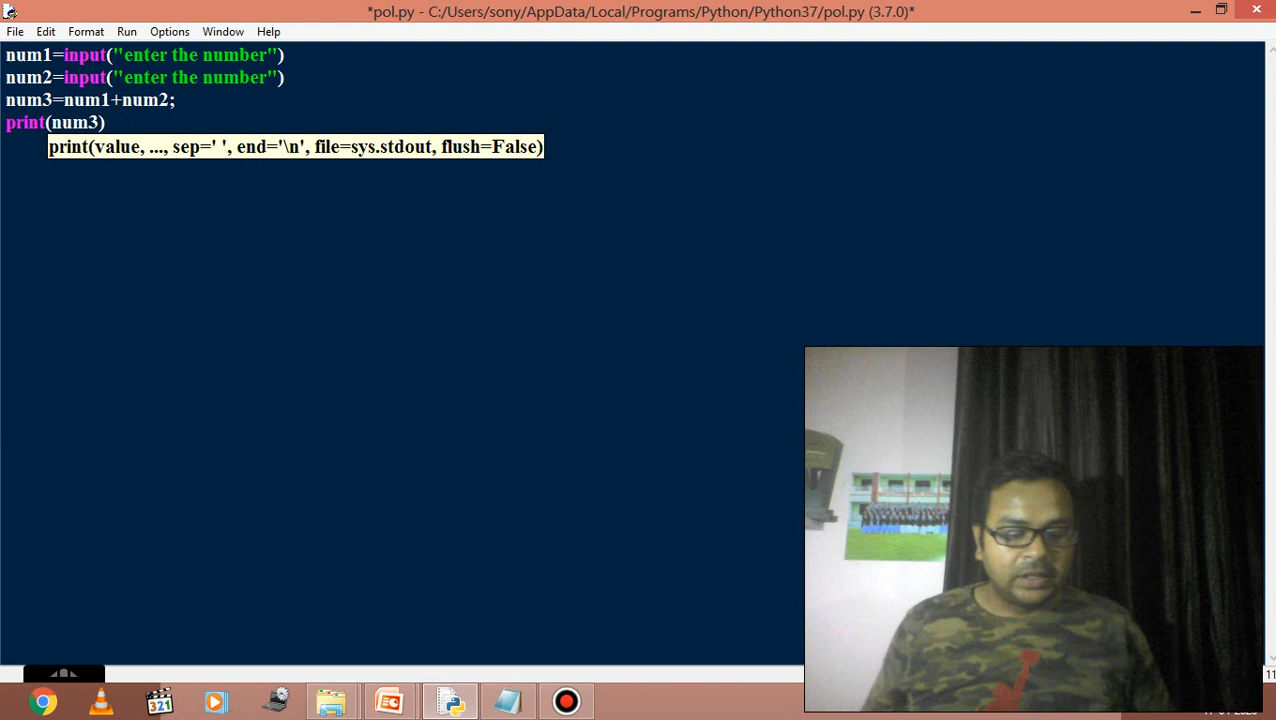 *pol.py - C:/Users/sony/AppData/Local/Programs/Python/Python37/pol.py (3.7.0)*
File Edit Format Run Options Window Help
num1=input("enter the number")
num2=input("enter the number")
num3=num1+num2;
print(num3)
print(value, ..., sep=' ', end='\n', file=sys.stdout, flush=False)
11
321